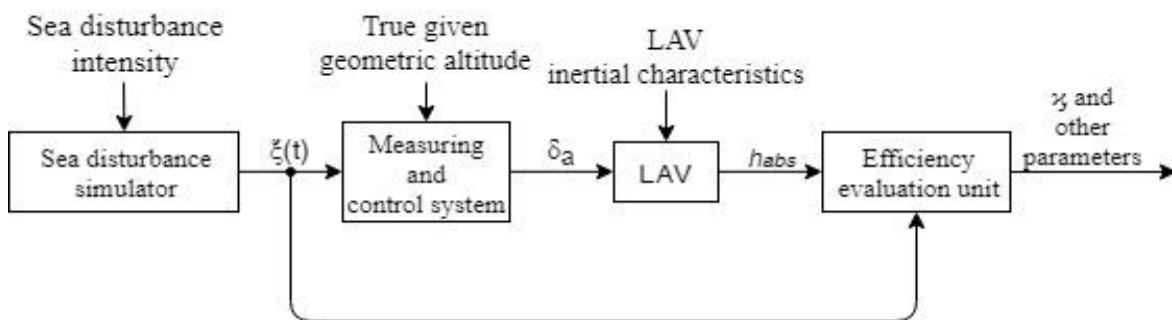 Sea disturbance
intensity
True given
geometric altitude
LAV
inertial characteristics
Sea disturbance
simulator
ξ(t)
Measuring
and
control system
δa
LAV
habs
Efficiency
evaluation unit
ϰ and
other
parameters